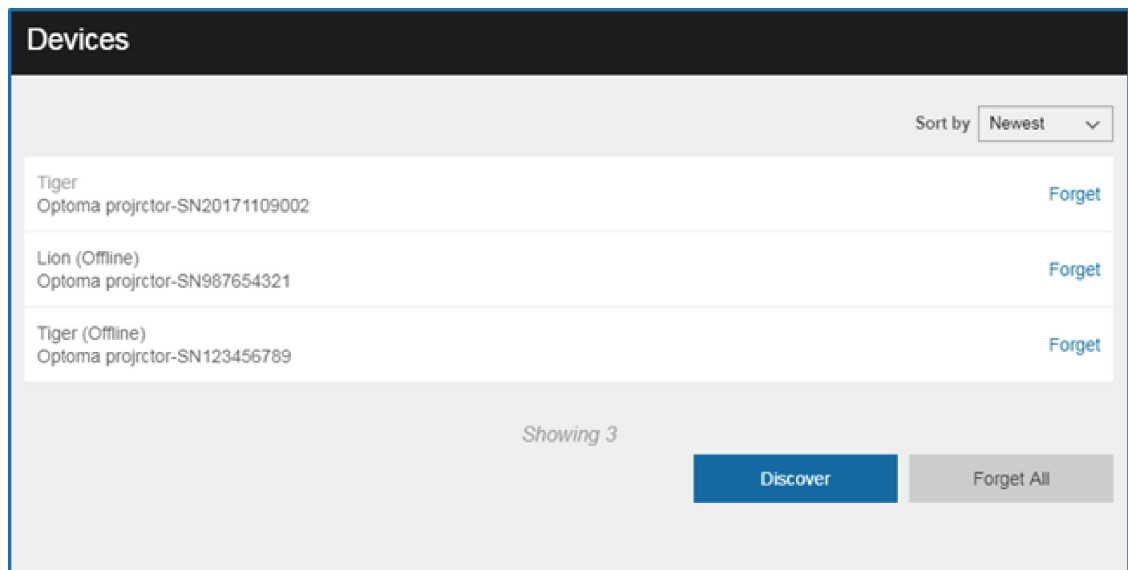 Devices
Sort by Newest
Tiger
Optoma projrctor-SN20171109002
Forget
Lion (Offline)
Optoma projrctor-SN987654321
Forget
Tiger (Offline)
Optoma projrctor-SN123456789
Forget
Showing 3
Discover
Forget All